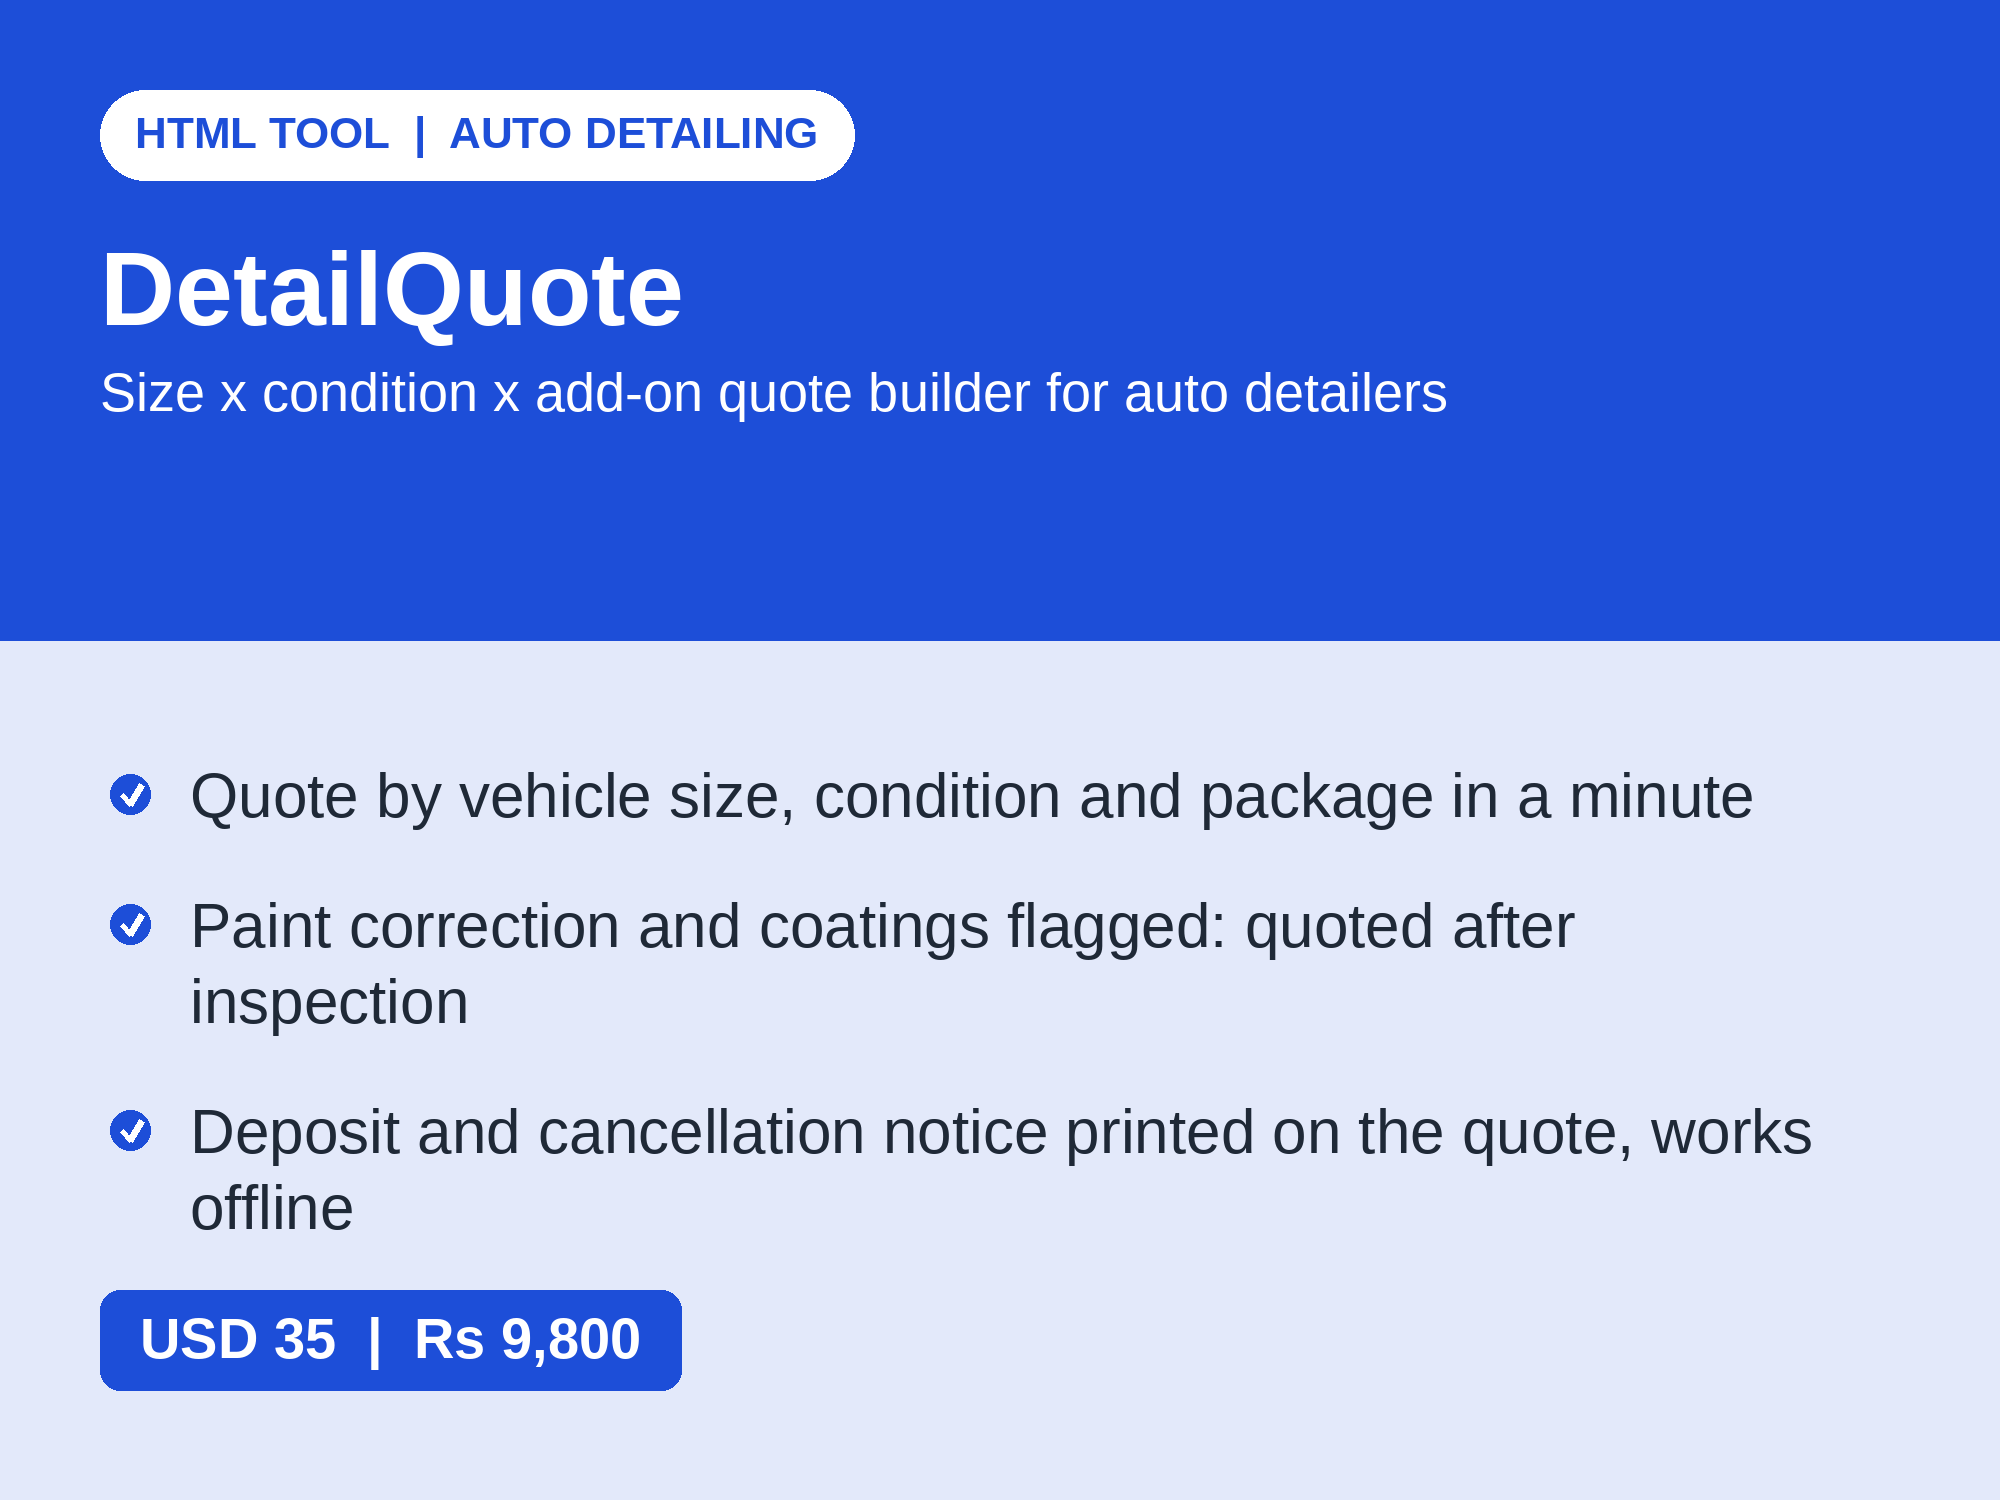 HTML TOOL | AUTO DETAILING
DetailQuote
Size x condition x add-on quote builder for auto detailers
Quote by vehicle size, condition and package in a minute
Paint correction and coatings flagged: quoted after
inspection
Deposit and cancellation notice printed on the quote, works
offline
USD 35 | Rs 9,800